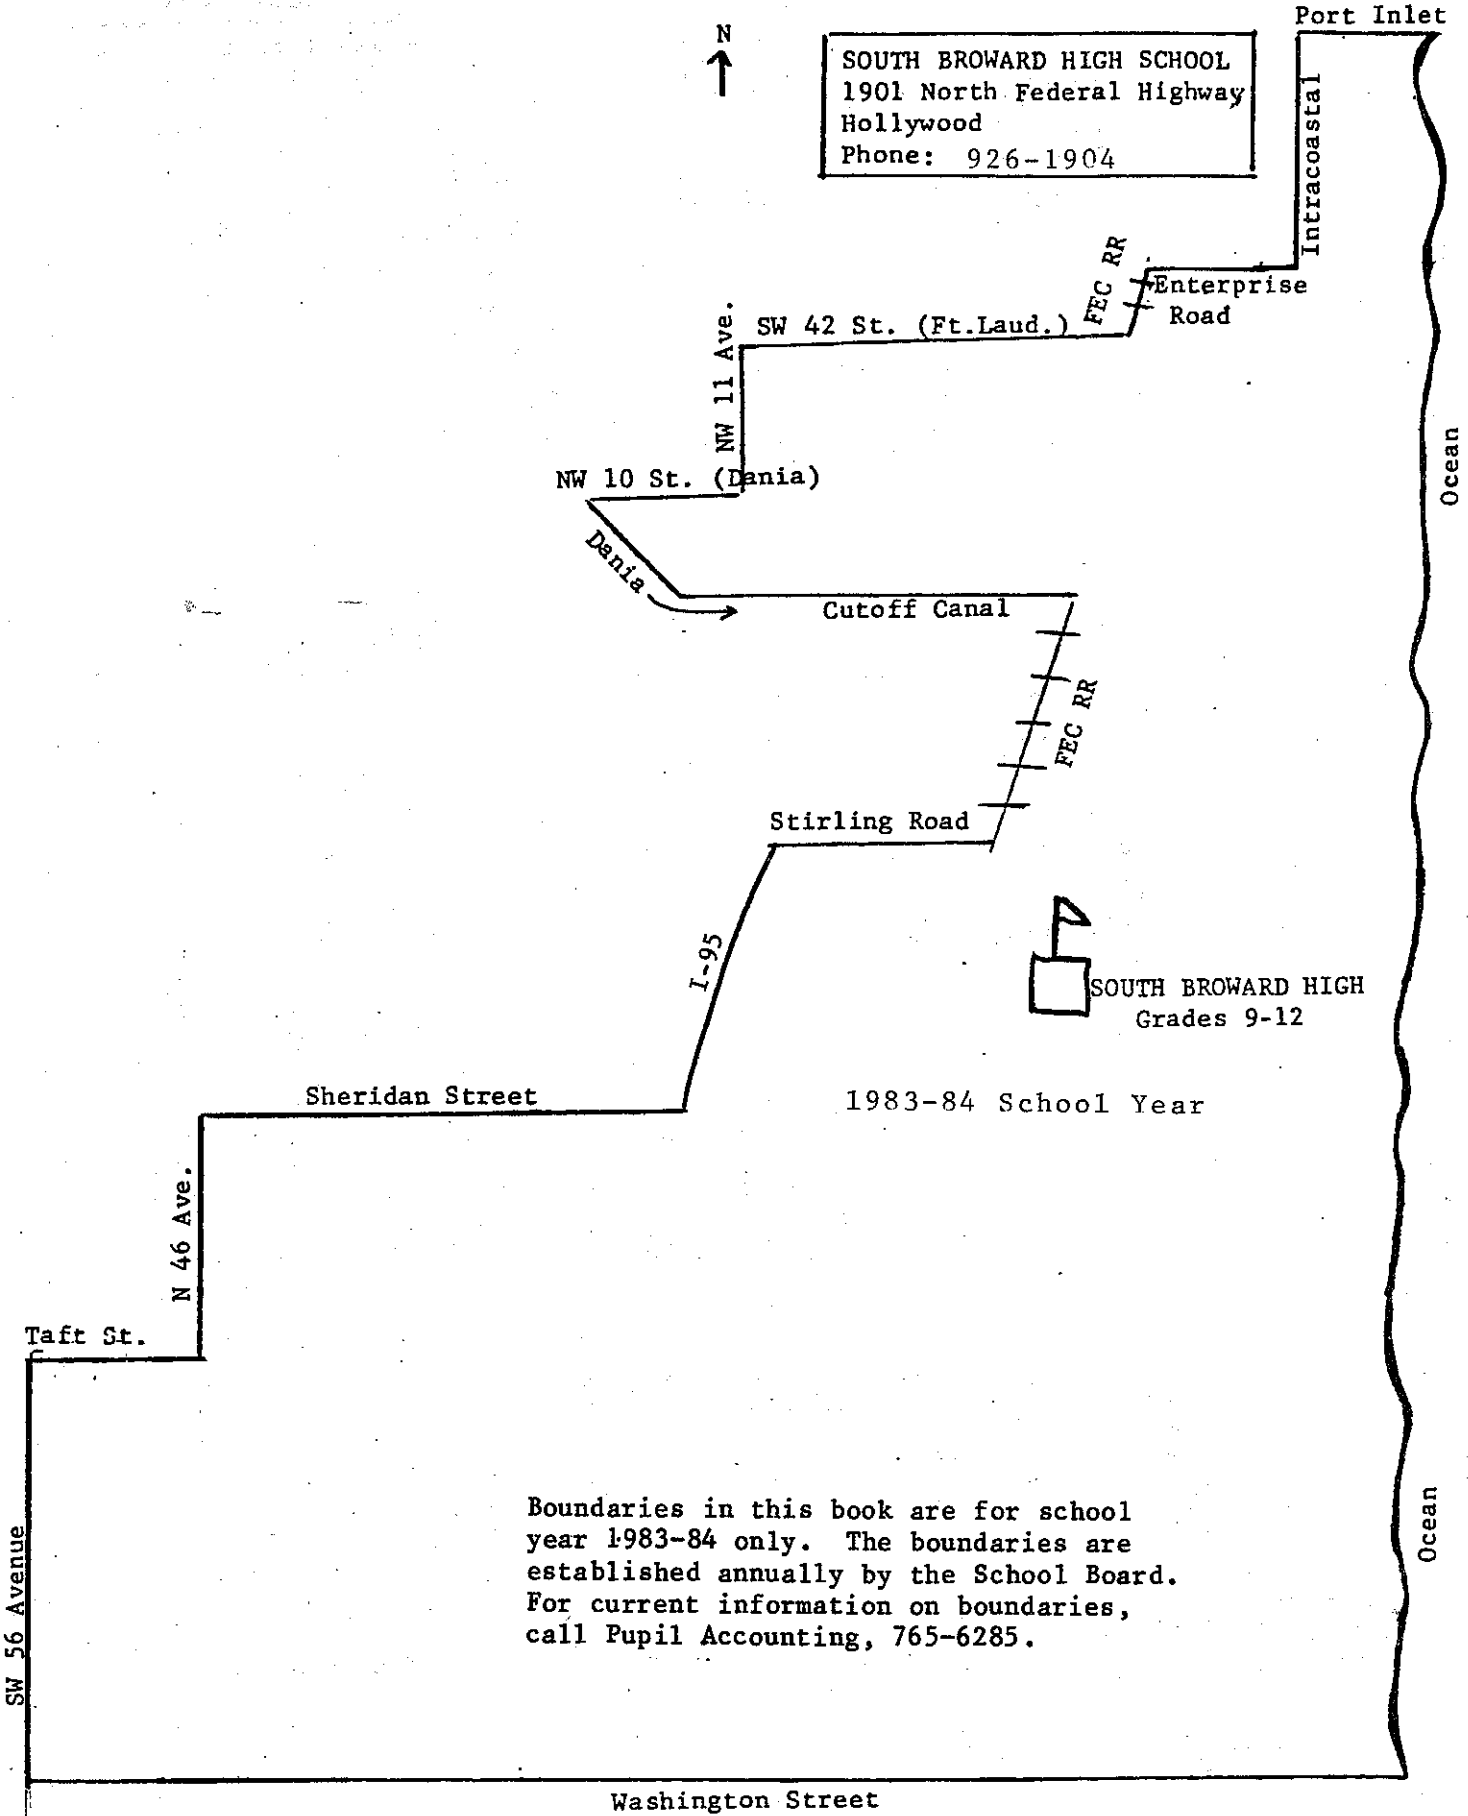 Port Inlet
N
SOUTH BROWARD HIGH SCHOOL
1901 North Federal Highway
Hollywood
Phone: 926-1904
Intracoastal
FEC RR
Enterprise
Road
SW 42 St. (Ft.Laud.)
NW 11 Ave.
Ocean
NW 10 St. (Dania)
Dania
Cutoff Canal
FEC RR
Stirling Road
I-95
SOUTH BROWARD HIGH
Grades 9-12
Sheridan Street
1983-84 School Year
N 46 Ave.
Taft St.
Boundaries in this book are for school
year 1983-84 only. The boundaries are
established annually by the School Board.
For current information on boundaries,
call Pupil Accounting, 765-6285.
Ocean
SW 56 Avenue
Washington Street